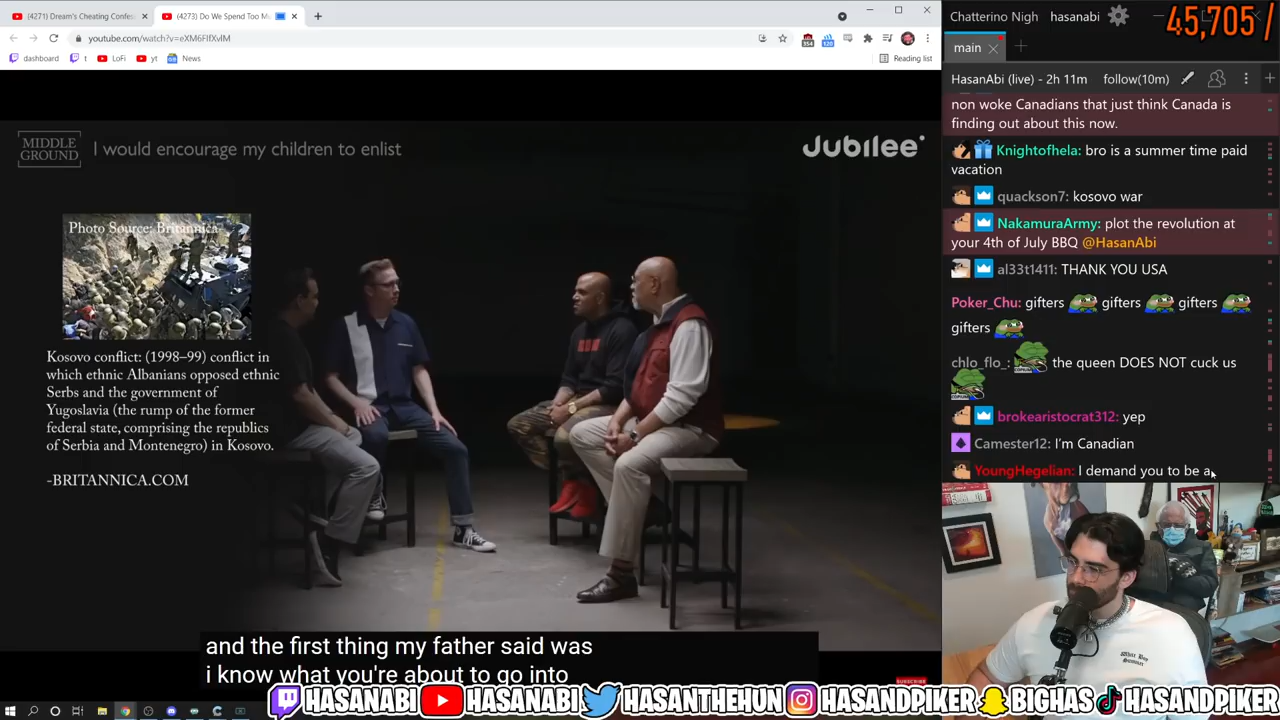 (4271) Dream's Cheating Confes
(4273) Do We Spend Too M
youtube.com/watch?v=eXM6FIfXvIM
dashboard
t
LoFi
yt
News
Reading list
MIDDLE
GROUND
I would encourage my children to enlist
Jubilee
Photo Source: Britannica
Kosovo conflict: (1998–99) conflict in
which ethnic Albanians opposed ethnic
Serbs and the government of
Yugoslavia (the rump of the former
federal state, comprising the republics
of Serbia and Montenegro) in Kosovo.
-BRITANNICA.COM
and the first thing my father said was
i know what you're about to go into
SUBSCRIBE
Chatterino Nigh
hasanabi
45,705 /
main
HasanAbi (live) - 2h 11m
follow(10m)
non woke Canadians that just think Canada is
finding out about this now.
Knightofhela: bro is a summer time paid
vacation
quackson7: kosovo war
NakamuraArmy: plot the revolution at
your 4th of July BBQ @HasanAbi
al33t1411: THANK YOU USA
Poker_Chu: gifters gifters gifters
gifters
chlo_flo_: the queen DOES NOT cuck us
brokearistocrat312: yep
Camester12: I'm Canadian
YoungHegelian: I demand you to be a
HASANABI
HASANABI
HASANTHEHUN
HASANDPIKER
BIGHAS
HASANDPIKER